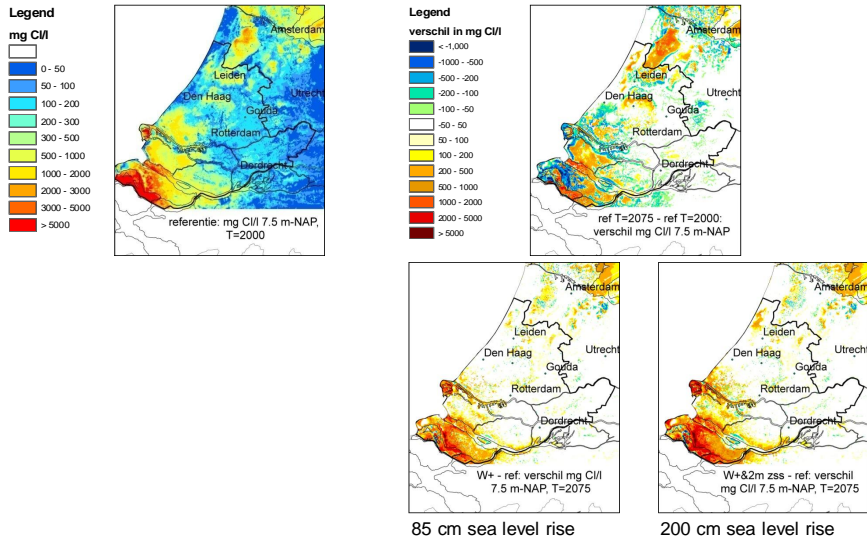 Legend
mg Cl/l
0 - 50
50 - 100
100 - 200
200 - 300
300 - 500
500 - 1000
1000 - 2000
2000 - 3000
3000 - 5000
> 5000
Amsterdam
Leiden
Den Haag
Utrecht
Gouda
Rotterdam
Dordrecht
referentie: mg Cl/l 7.5 m-NAP,
T=2000
Legend
verschil in mg Cl/l
< -1,000
-1000 - -500
-500 - -200
-200 - -100
-100 - -50
-50 - 50
50 - 100
100 - 200
200 - 500
500 - 1000
1000 - 2000
2000 - 5000
> 5000
Amsterdam
Leiden
Den Haag
Utrecht
Gouda
Rotterdam
Dordrecht
ref T=2075 - ref T=2000:
verschil mg Cl/l 7.5 m-NAP
Amsterdam
Leiden
Den Haag
Utrecht
Gouda
Rotterdam
Dordrecht
W+ - ref: verschil mg Cl/l
7.5 m-NAP, T=2075
85 cm sea level rise
Amsterdam
Leiden
Den Haag
Utrecht
Gouda
Rotterdam
Dordrecht
W+&2m zss - ref: verschil
mg Cl/l 7.5 m-NAP, T=2075
200 cm sea level rise